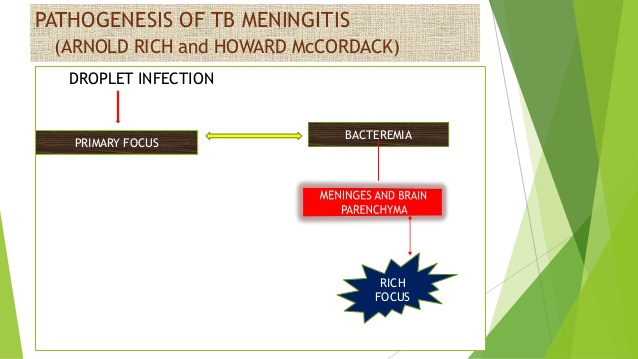 PATHOGENESIS OF TB MENINGITIS
(ARNOLD RICH and HOWARD McCORDACK)
DROPLET INFECTION
PRIMARY FOCUS
BACTEREMIA
MENINGES AND BRAIN
PARENCHYMA
RICH
FOCUS